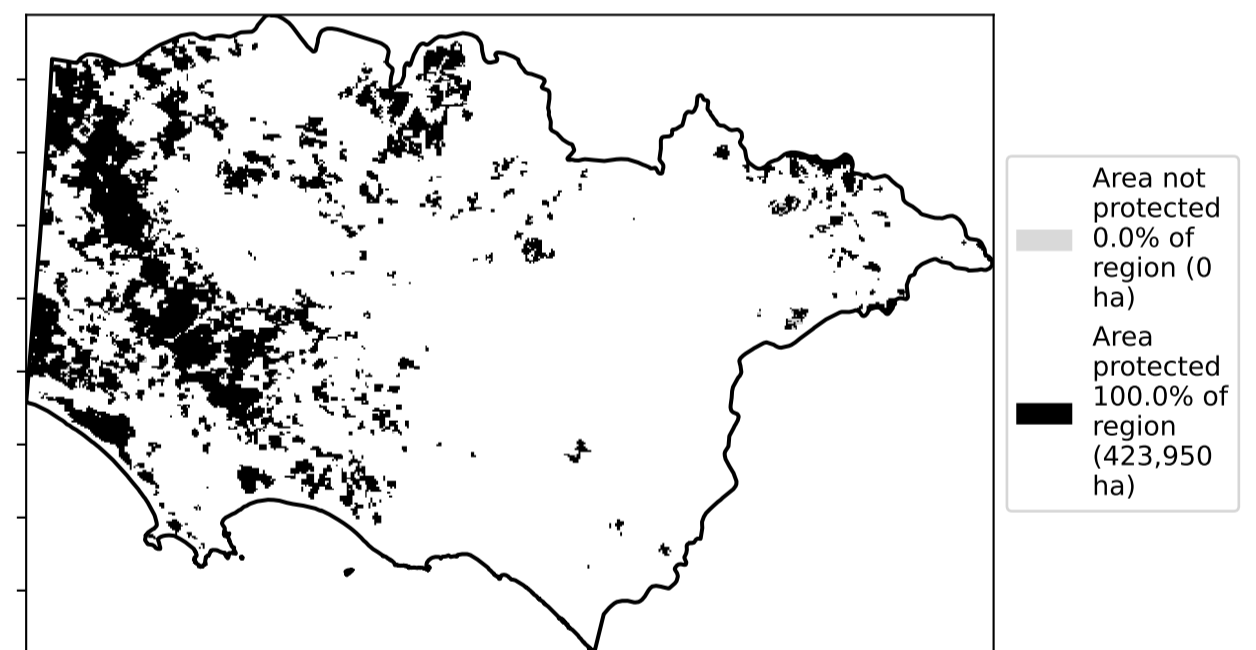 Area not
protected
0.0% of
region (0
ha)
Area
protected
100.0% of
region
(423,950
ha)